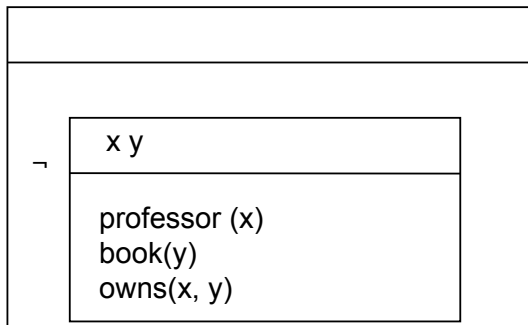 x y
¬
professor (x)
book(y)
owns(x, y)